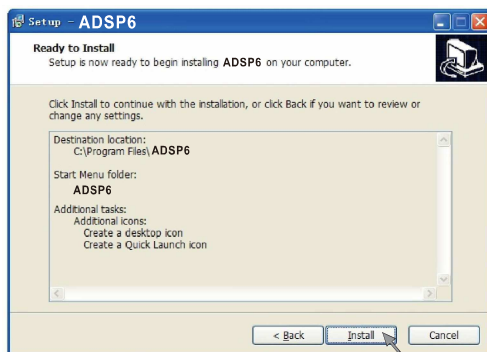 Setup - ADSP6
Ready to Install
Setup is now ready to begin installing ADSP6 on your computer.
Click Install to continue with the installation, or click Back if you want to review or
change any settings.
Destination location:
C:\Program Files\ADSP6
Start Menu folder:
ADSP6
Additional tasks:
Additional icons:
Create a desktop icon
Create a Quick Launch icon
< Back
Install
Cancel